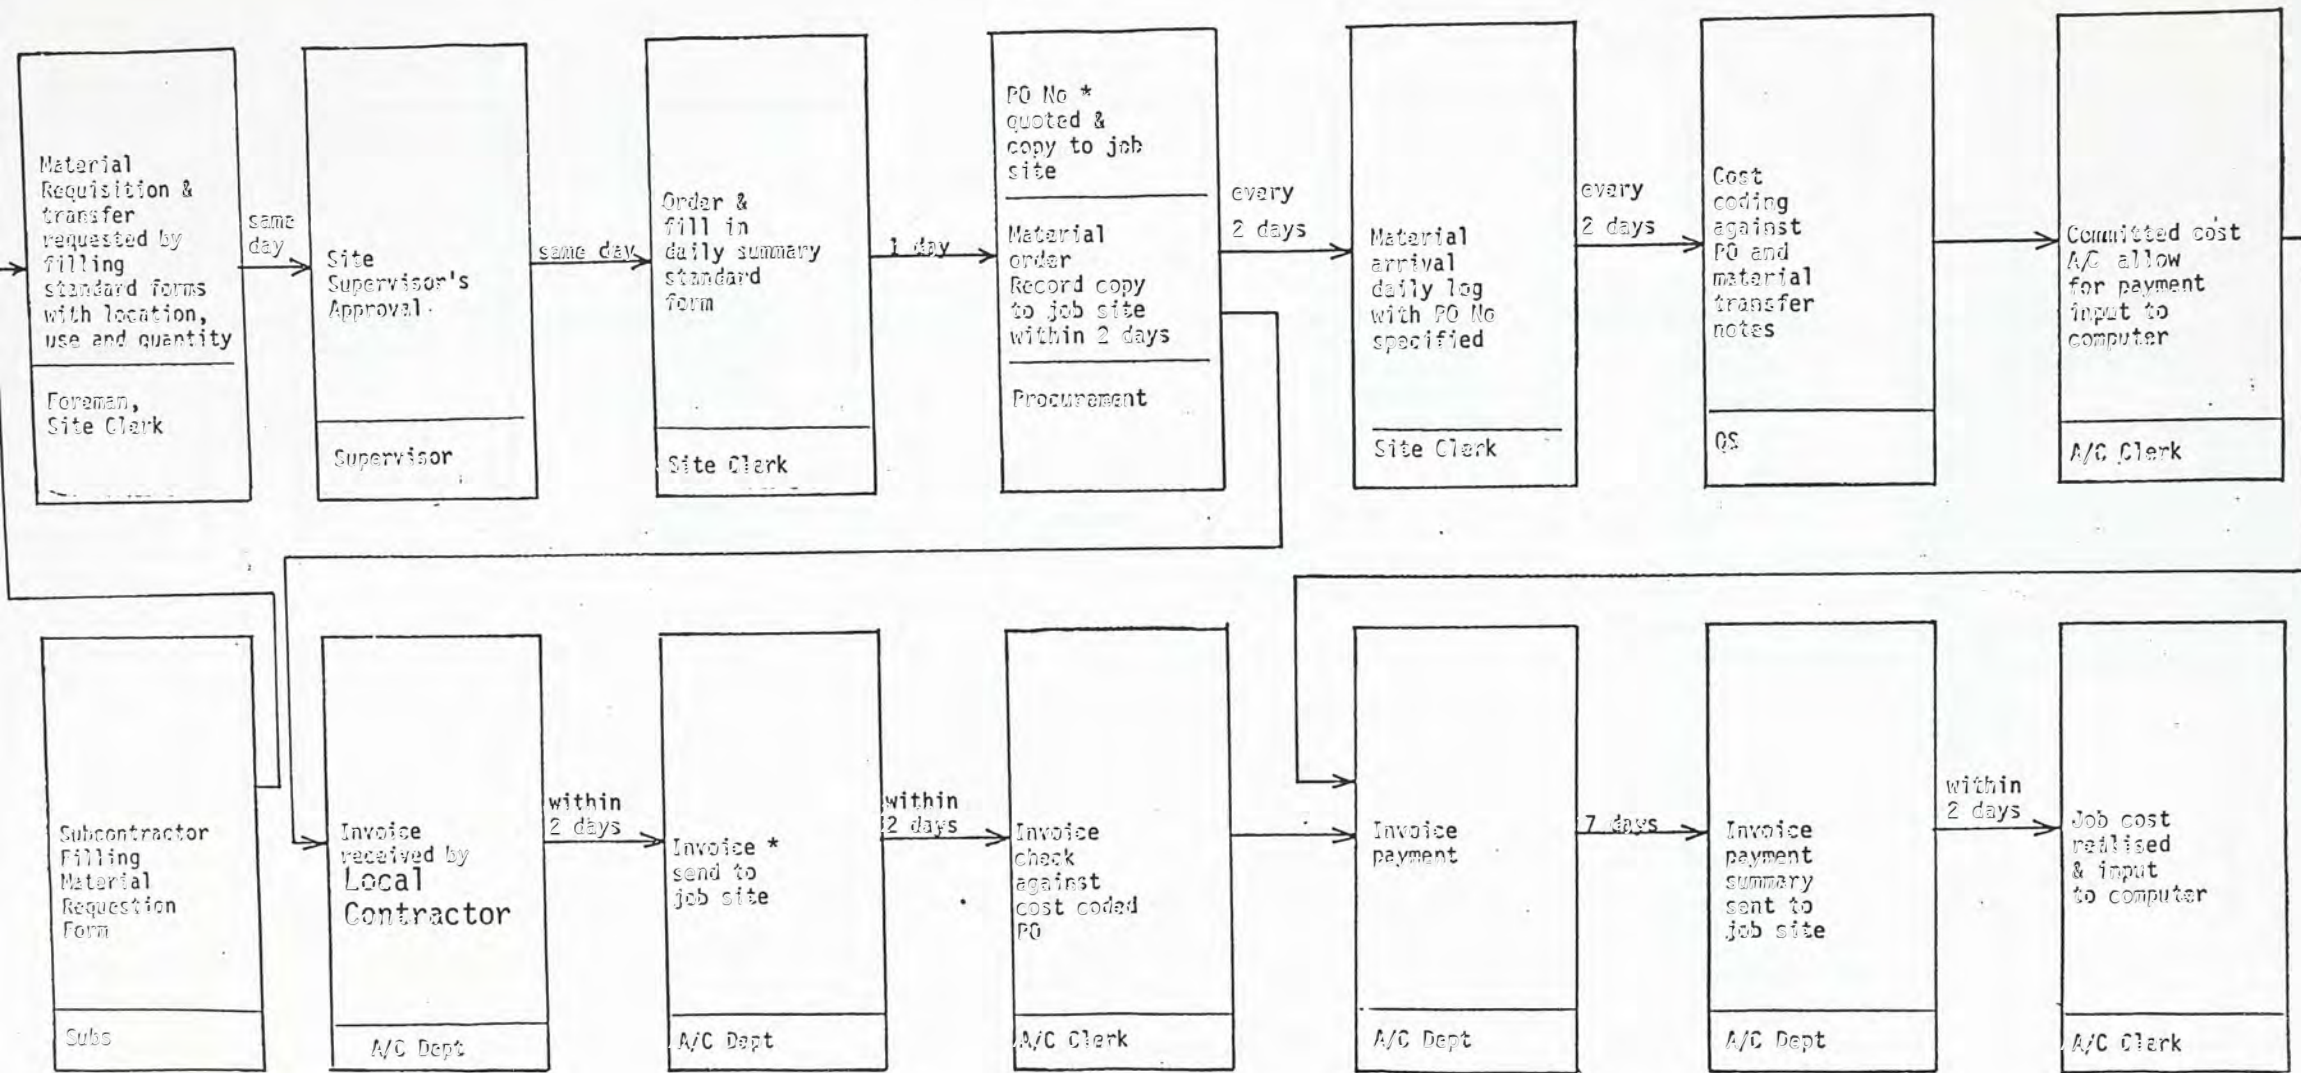 Material
Requisition &
transfer
requested by
filling
standard forms
with location,
use and quantity
Foreman,
Site Clerk
same
day
Site
Supervisor's
Approval
Supervisor
same day
Order &
fill in
daily summary
standard
form
Site Clerk
1 day
PO No *
quoted &
copy to job
site
Material
order
Record copy
to job site
within 2 days
Procurement
every
2 days
Material
arrival
daily log
with PO No
specified
Site Clerk
every
2 days
Cost
coding
against
PO and
material
transfer
notes
QS
Committed cost
A/C allow
for payment
input to
computer
A/C Clerk
Subcontractor
Filling
Material
Requestion
Form
Subs
Invoice
received by
Local
Contractor
A/C Dept
within
2 days
Invoice *
send to
job site
A/C Dept
within
2 days
Invoice
check
against
cost coded
PO
A/C Clerk
Invoice
payment
A/C Dept
7 days
Invoice
payment
summary
sent to
job site
A/C Dept
within
2 days
Job cost
realised
& input
to computer
A/C Clerk